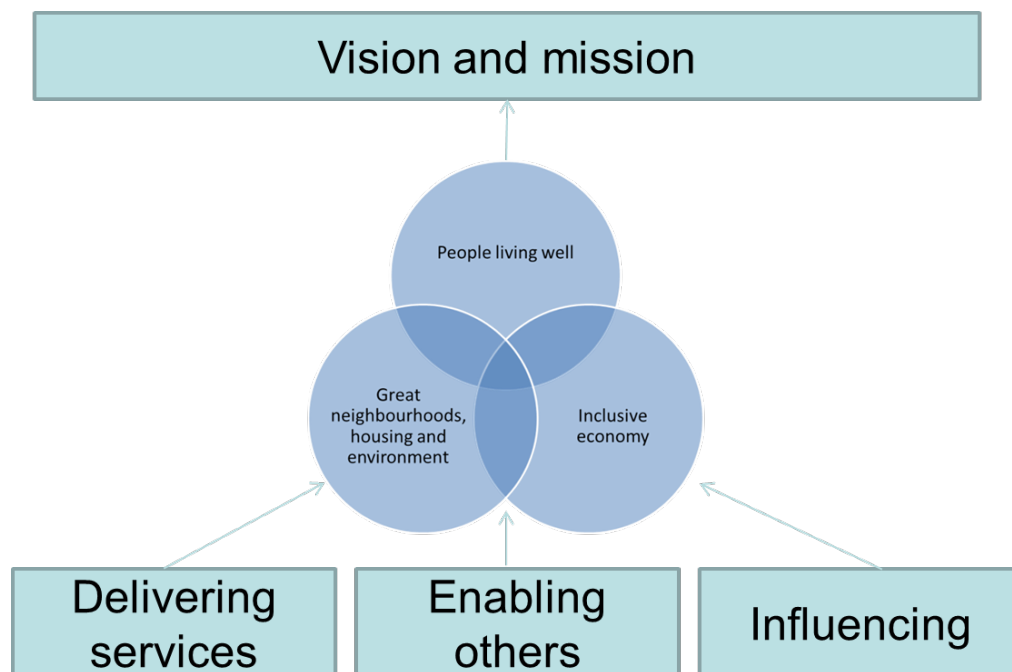 Vision and mission
People living well
Great
neighbourhoods,
housing and
environment
Inclusive
economy
Delivering
services
Enabling
others
Influencing